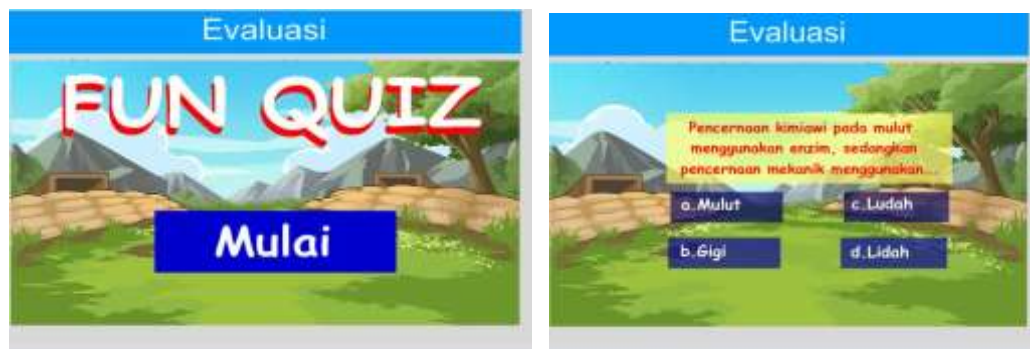 Evaluasi
FUN QUIZ
Mulai
Evaluasi
Pencernaan kimiawi pada mulut
menggunakan enzim, sedangkan
pencernaan mekanik menggunakan...
a.Mulut
c.Ludah
b.Gigi
d.Lidah